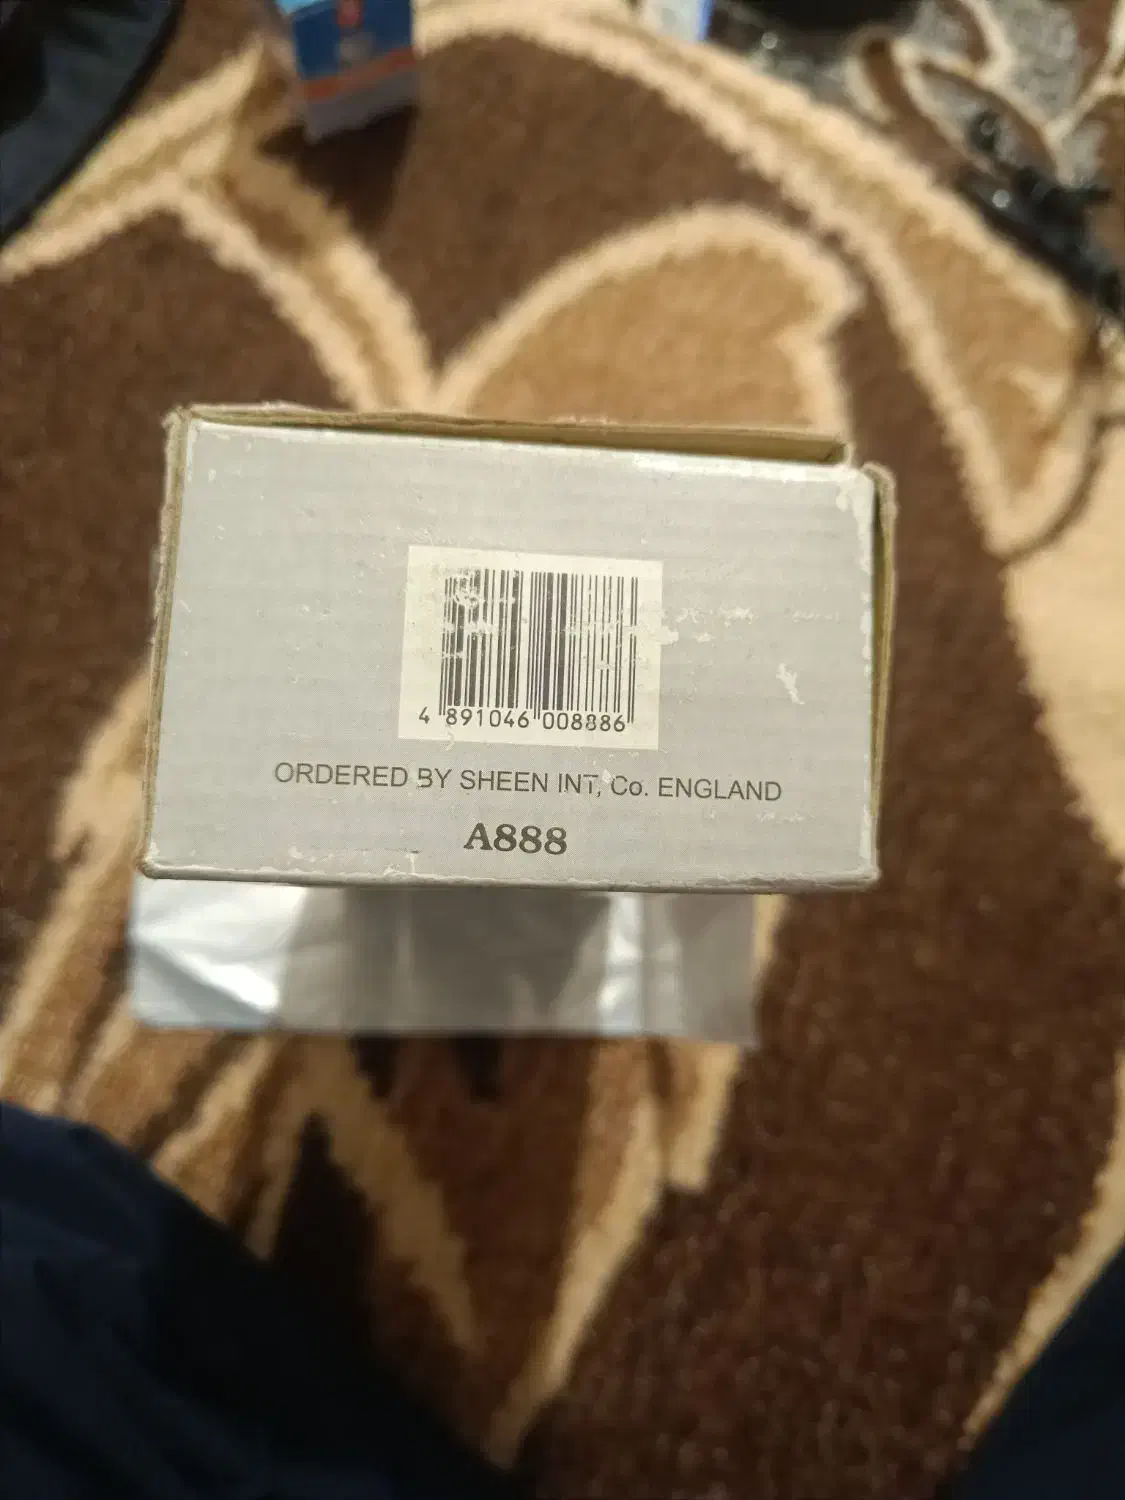 4 891046 008886
ORDERED BY SHEEN INT, Co. ENGLAND
A888